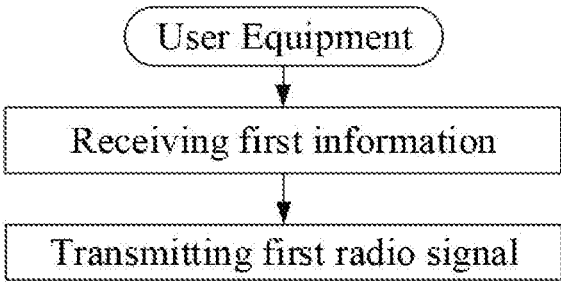 User Equipment
Receiving first information
Transmitting first radio signal